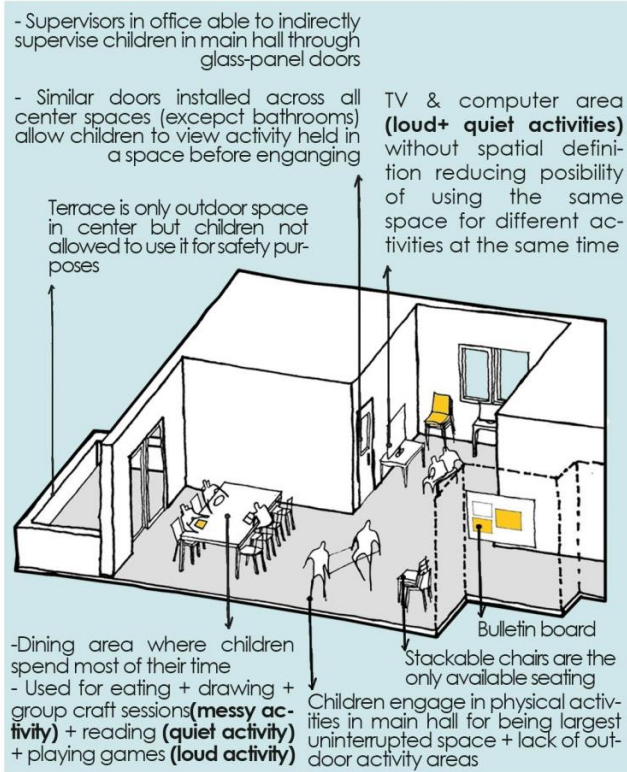 - Supervisors in office able to indirectly
supervise children in main hall through
glass-panel doors
- Similar doors installed across all
center spaces (excepct bathrooms)
allow children to view activity held in
a space before enganging
TV & computer area
(loud+ quiet activities)
without spatial defini-
tion reducing posibility
of using the same
space for different ac-
tivities at the same time
Terrace is only outdoor space
in center but children not
allowed to use it for safety pur-
poses
-Dining area where children
spend most of their time
- Used for eating + drawing +
group craft sessions(messy ac-
tivity) + reading (quiet activity)
+ playing games (loud activity)
Bulletin board
Stackable chairs are the
only available seating
Children engage in physical activ-
ities in main hall for being largest
uninterrupted space + lack of out-
door activity areas